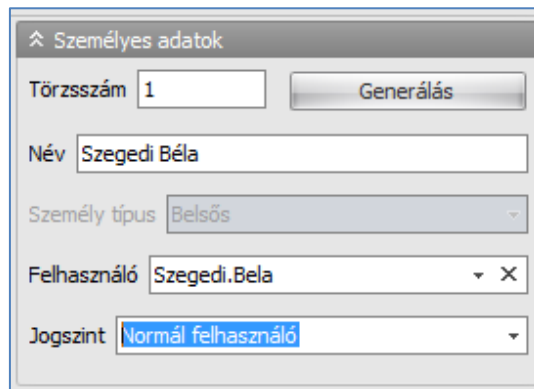 Személyes adatok
Törzsszám 1 Generálás
Név Szegedi Béla
Személy típus Belsős
Felhasználó Szegedi.Bela
Jogszint Normál felhasználó